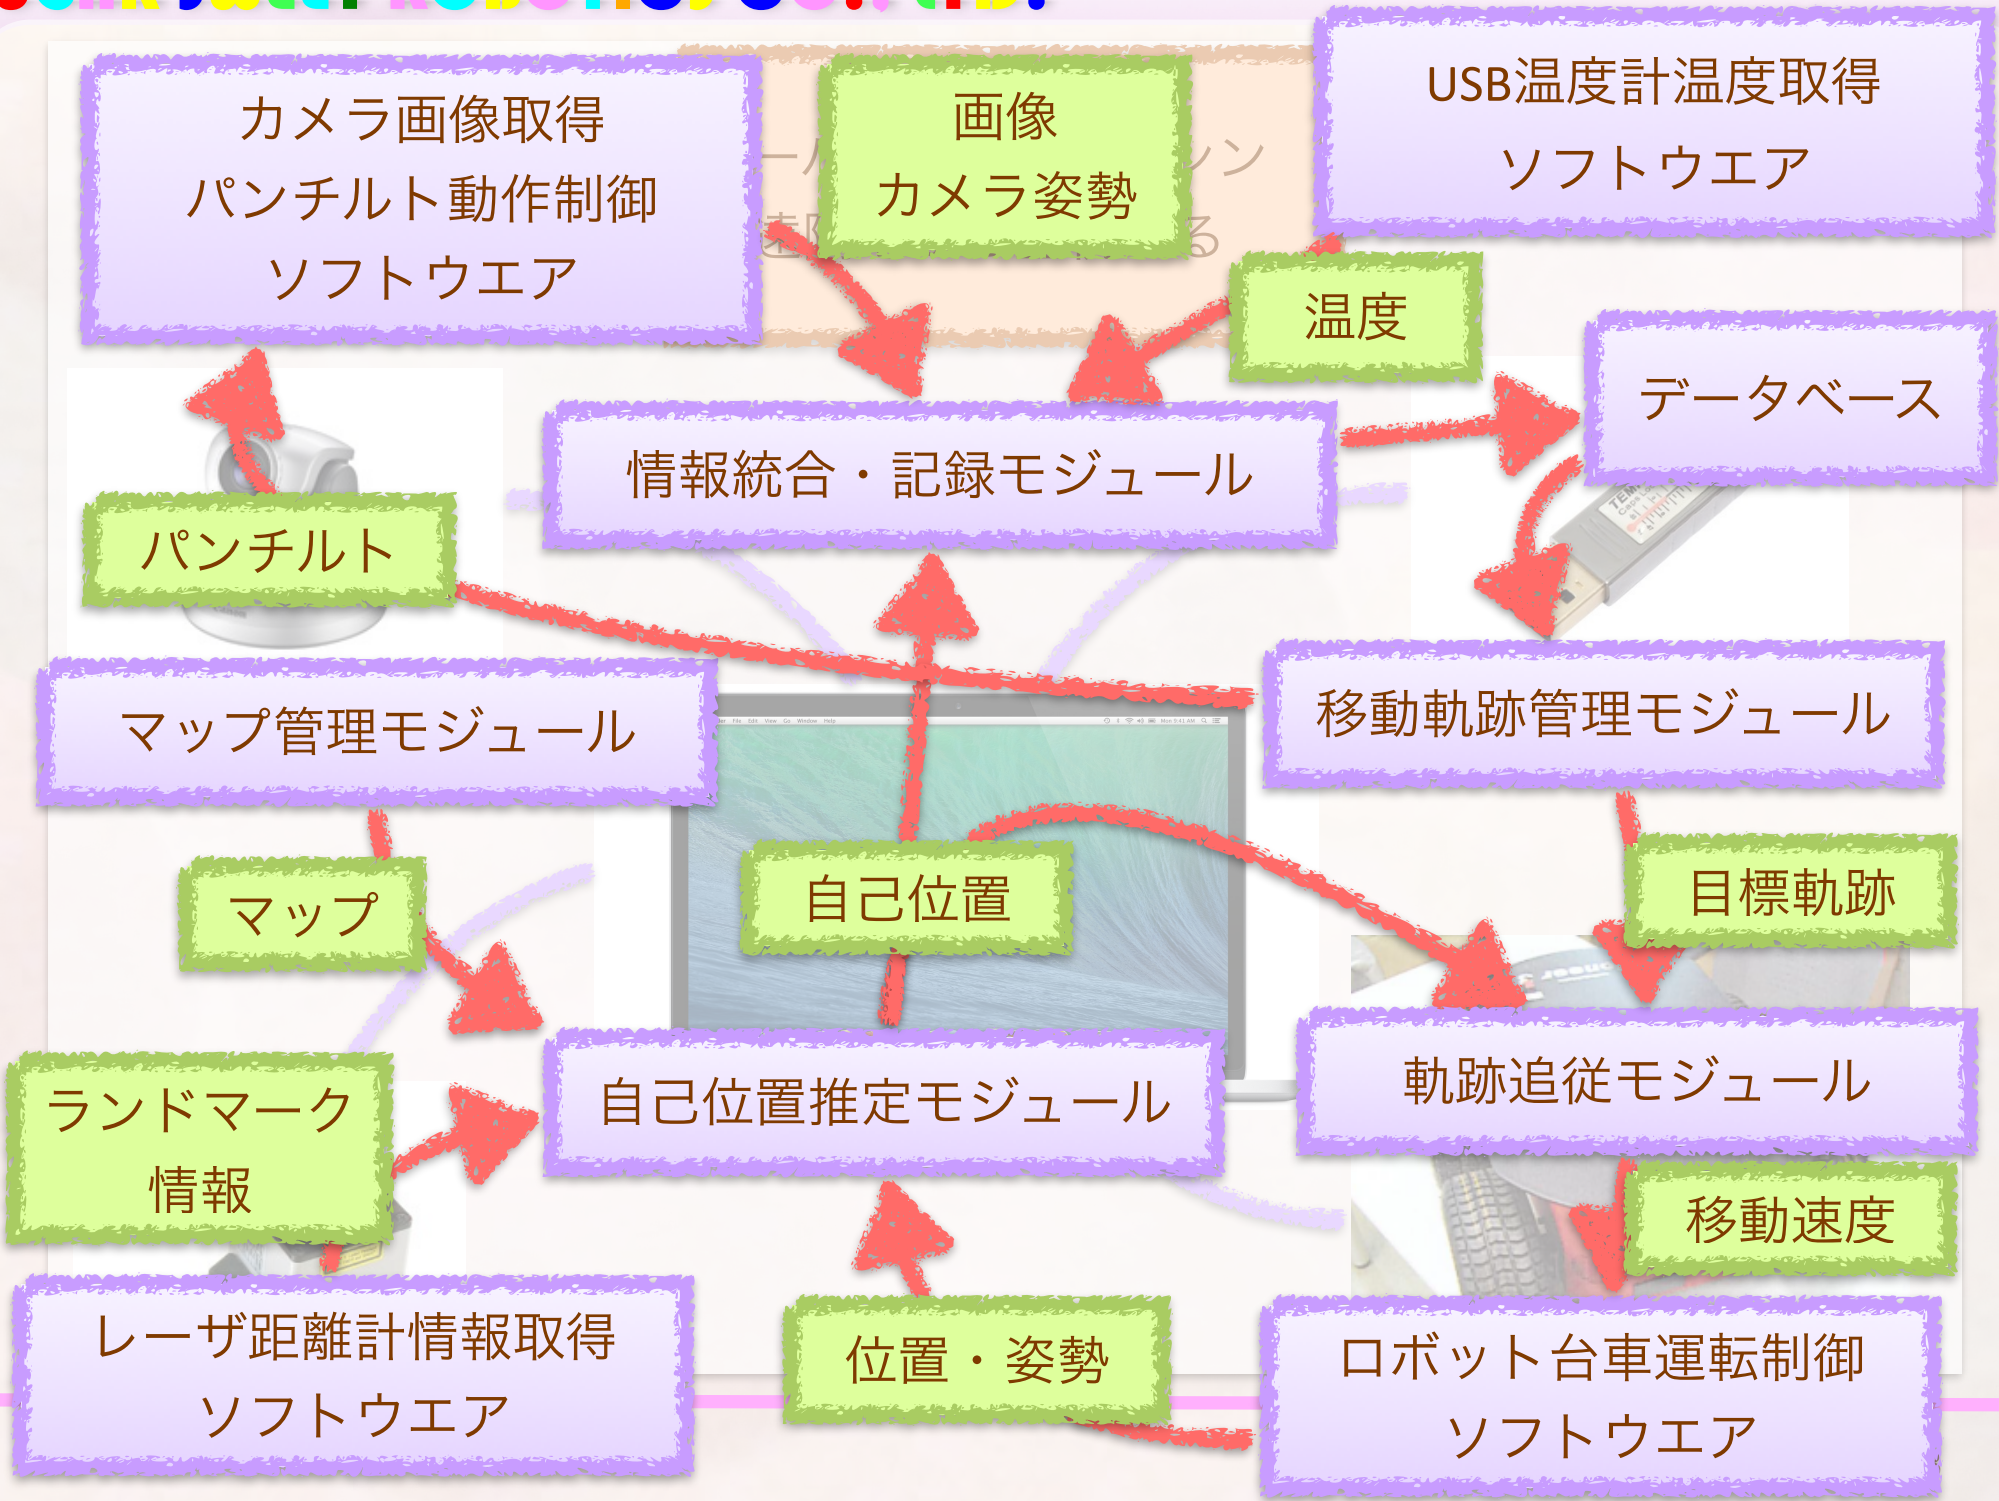 カメラ画像取得
パンチルト動作制御
ソフトウエア
画像
カメラ姿勢
USB温度計温度取得
ソフトウエア
温度
データベース
情報統合・記録モジュール
パンチルト
マップ管理モジュール
移動軌跡管理モジュール
マップ
自己位置
目標軌跡
ランドマーク
情報
自己位置推定モジュール
軌跡追従モジュール
移動速度
レーザ距離計情報取得
ソフトウエア
位置・姿勢
ロボット台車運転制御
ソフトウエア